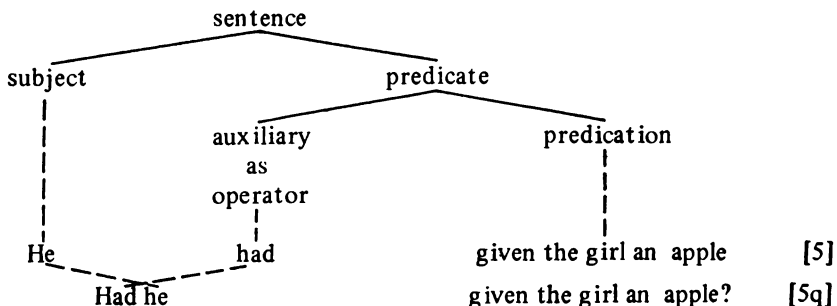 sentence
subject predicate
auxiliary predication
as
operator
He had given the girl an apple [5]
Had he given the girl an apple? [5q]